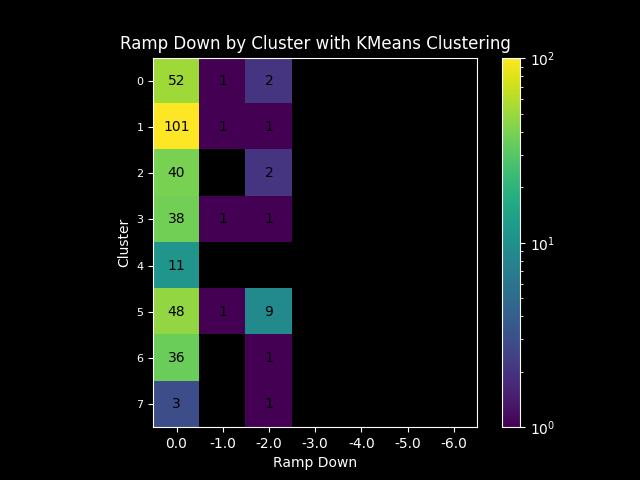 Ramp Down by Cluster with KMeans Clustering
0 52 1 2
1 101 1 1
2 40 2
3 38 1 1
4 11
5 48 1 9
6 36 1
7 3 1
0.0 -1.0 -2.0 -3.0 -4.0 -5.0 -6.0
Ramp Down
Cluster
10²
10¹
10⁰